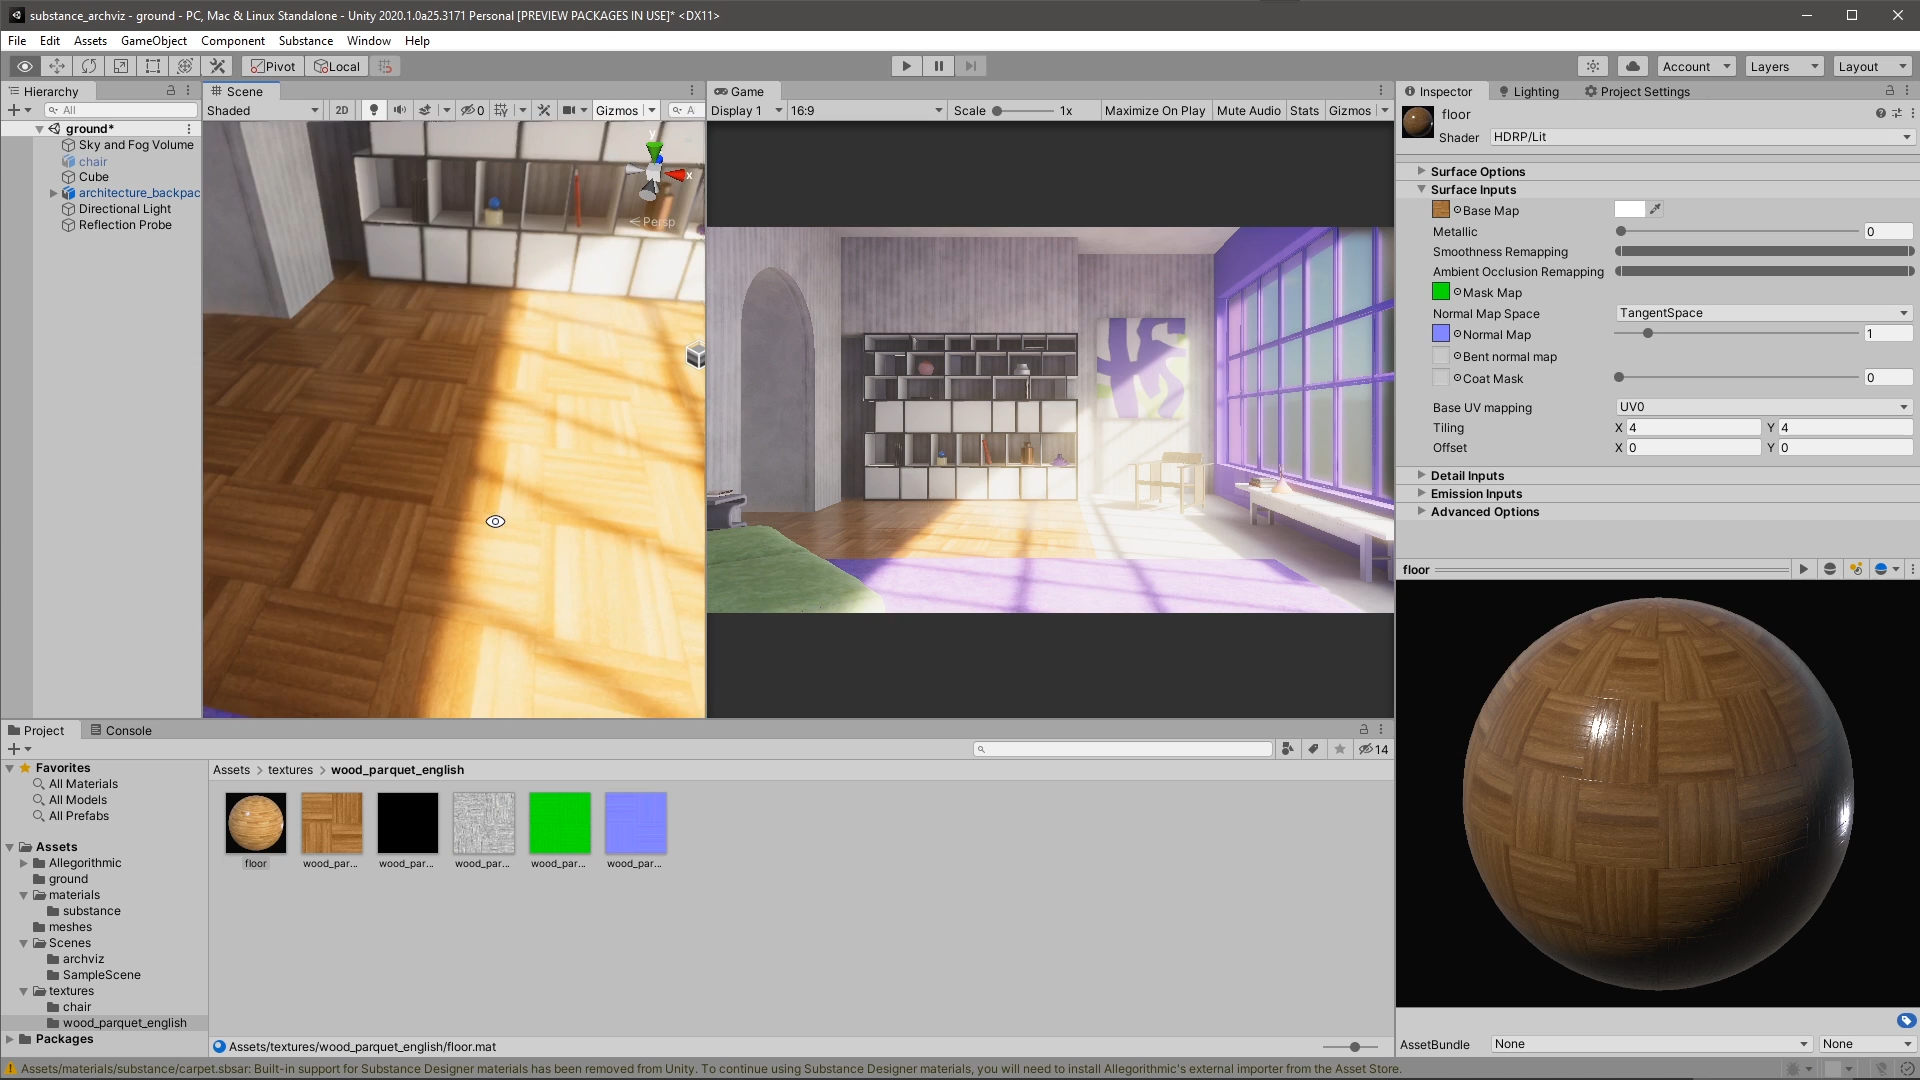 substance_archviz - ground - PC, Mac & Linux Standalone - Unity 2020.1.0a25.3171 Personal [PREVIEW PACKAGES IN USE]* <DX11>
File Edit Assets GameObject Component Substance Window Help
Pivot Local Account Layers Layout
Hierarchy
All
ground*
Sky and Fog Volume
chair
Cube
architecture_backpac
Directional Light
Reflection Probe
Scene
Shaded 2D 0 Gizmos A
y
x
Persp
Game
Display 1 16:9 Scale 1x Maximize On Play Mute Audio Stats Gizmos
Inspector Lighting Project Settings
floor
Shader HDRP/Lit
Surface Options
Surface Inputs
Base Map
Metallic 0
Smoothness Remapping
Ambient Occlusion Remapping
Mask Map
Normal Map Space TangentSpace
Normal Map 1
Bent normal map
Coat Mask 0
Base UV mapping UV0
Tiling X 4 Y 4
Offset X 0 Y 0
Detail Inputs
Emission Inputs
Advanced Options
floor
AssetBundle None None
Project Console
14
Favorites
All Materials
All Models
All Prefabs
Assets
Allegorithmic
ground
materials
substance
meshes
Scenes
archviz
SampleScene
textures
chair
wood_parquet_english
Packages
Assets > textures > wood_parquet_english
floor wood_par... wood_par... wood_par... wood_par... wood_par...
Assets/textures/wood_parquet_english/floor.mat
Assets/materials/substance/carpet.sbsar: Built-in support for Substance Designer materials has been removed from Unity. To continue using Substance Designer materials, you will need to install Allegorithmic's external importer from the Asset Store.